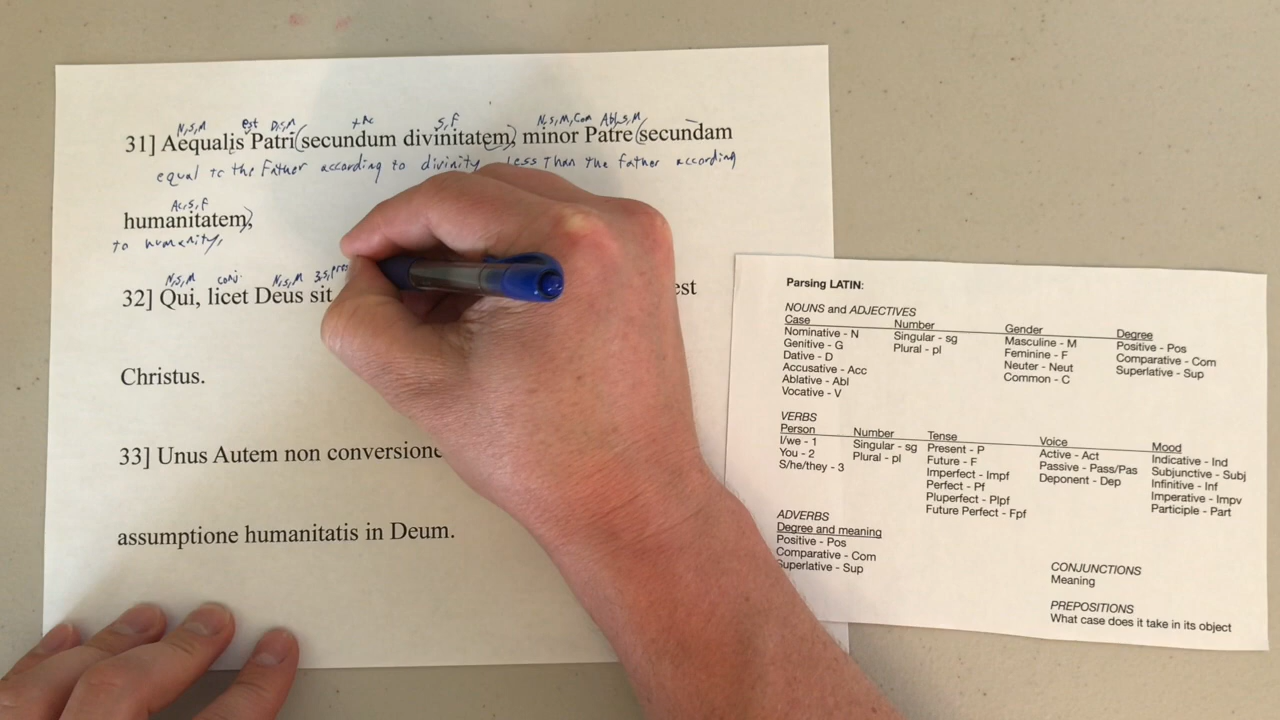 N,S,M est D,S,M + Ac S, F N,S,M,Com Abl,S,M
31] Aequalis Patri (secundum divinitatem), minor Patre (secundam
equal to the Father according to divinity less than the father according
Ac,S,F
humanitatem),
to humanity,
N,S,M conj. N,S,M 3,S,pres
32] Qui, licet Deus sit est
Christus.
33] Unus Autem non conversione
assumptione humanitatis in Deum.
Parsing LATIN:
NOUNS and ADJECTIVES
Case Number Gender Degree
Nominative - N Singular - sg Masculine - M Positive - Pos
Genitive - G Plural - pl Feminine - F Comparative - Com
Dative - D Neuter - Neut Superlative - Sup
Accusative - Acc Common - C
Ablative - Abl
Vocative - V
VERBS
Person Number Tense Voice Mood
I/we - 1 Singular - sg Present - P Active - Act Indicative - Ind
You - 2 Plural - pl Future - F Passive - Pass/Pas Subjunctive - Subj
S/he/they - 3 Imperfect - Impf Deponent - Dep Infinitive - Inf
Perfect - Pf Imperative - Impv
Pluperfect - Plpf Participle - Part
Future Perfect - Fpf
ADVERBS
Degree and meaning
Positive - Pos
Comparative - Com
Superlative - Sup
CONJUNCTIONS
Meaning
PREPOSITIONS
What case does it take in its object